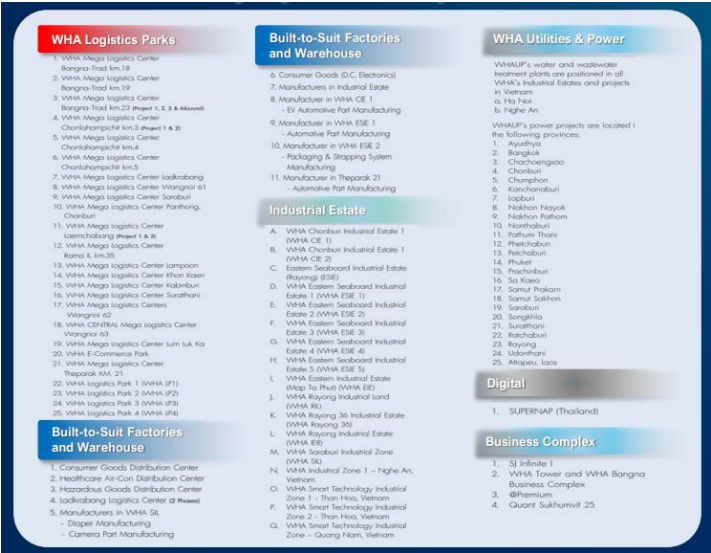 WHA Logistics Parks
1. WHA Mega Logistics Center
Bangna-Trad km.18
2. WHA Mega Logistics Center
Bangna-Trad km.19
3. WHA Mega Logistics Center
Bangna-Trad km.23 (Project 1, 2, 3 & Inbound)
4. WHA Mega Logistics Center
Chonlaharnpichit km.3 (Project 1 & 2)
5. WHA Mega Logistics Center
Chonlaharnpichit km.4
6. WHA Mega Logistics Center
Chonlaharnpichit km.5
7. WHA Mega Logistics Center Ladkrabang
8. WHA Mega Logistics Center Wangnoi 61
9. WHA Mega Logistics Center Saraburi
10. WHA Mega Logistics Center Panthong,
Chonburi
11. WHA Mega Logistics Center
Laemchabang (Project 1 & 2)
12. WHA Mega Logistics Center
Rama II, km.35
13. WHA Mega Logistics Center Lampoon
14. WHA Mega Logistics Center Khon Kaen
15. WHA Mega Logistics Center Kabinburi
16. WHA Mega Logistics Center Suratthani
17. WHA Mega Logistics Centers
Wangnoi 62
18. WHA CENTRAL Mega Logistics Center
Wangnoi 63
19. WHA Mega Logistics Center Lum Luk Ka
20. WHA E-Commerce Park
21. WHA Mega Logistics Center
Theparak KM. 21
22. WHA Logistics Park 1 (WHA LP1)
23. WHA Logistics Park 2 (WHA LP2)
24. WHA Logistics Park 3 (WHA LP3)
25. WHA Logistics Park 4 (WHA LP4)
Built-to-Suit Factories
and Warehouse
1. Consumer Goods Distribution Center
2. Healthcare Air-Con Distribution Center
3. Hazardous Goods Distribution Center
4. Ladkrabang Logistics Center (2 Phases)
5. Manufacturers in WHA SIL
- Diaper Manufacturing
- Camera Part Manufacturing
Built-to-Suit Factories
and Warehouse
6. Consumer Goods (D.C. Electronics)
7. Manufacturers in Industrial Estate
8. Manufacturer in WHA CIE 1
- EV Automotive Part Manufacturing
9. Manufacturer in WHA ESIE 1
- Automotive Part Manufacturing
10. Manufacturer in WHA ESIE 2
- Packaging & Strapping System
Manufacturing
11. Manufacturer in Theparak 21
- Automotive Part Manufacturing
Industrial Estate
A. WHA Chonburi Industrial Estate 1
(WHA CIE 1)
B. WHA Chonburi Industrial Estate 1
(WHA CIE 2)
C. Eastern Seaboard Industrial Estate
(Rayong) (ESIE)
D. WHA Eastern Seaboard Industrial
Estate 1 (WHA ESIE 1)
E. WHA Eastern Seaboard Industrial
Estate 2 (WHA ESIE 2)
F. WHA Eastern Seaboard Industrial
Estate 3 (WHA ESIE 3)
G. WHA Eastern Seaboard Industrial
Estate 4 (WHA ESIE 4)
H. WHA Eastern Seaboard Industrial
Estate 5 (WHA ESIE 5)
I. WHA Eastern Industrial Estate
(Map Ta Phut) (WHA EIE)
J. WHA Rayong Industrial Land
(WHA RIL)
K. WHA Rayong 36 Industrial Estate
(WHA Rayong 36)
L. WHA Rayong Industrial Estate
(WHA IER)
M. WHA Saraburi Industrial Zone
(WHA SIL)
N. WHA Industrial Zone 1 – Nghe An,
Vietnam
O. WHA Smart Technology Industrial
Zone 1 - Than Hoa, Vietnam
P. WHA Smart Technology Industrial
Zone 2 - Than Hoa, Vietnam
Q. WHA Smart Technology Industrial
Zone – Quang Nam, Vietnam
WHA Utilities & Power
WHAUP's water and wastewater
treatment plants are positioned in all
WHA's Industrial Estates and projects
in Vietnam
a. Ha Noi
b. Nghe An
WHAUP's power projects are located i
the following provinces:
1. Ayudhya
2. Bangkok
3. Chachoengsao
4. Chonburi
5. Chumphon
6. Kanchanaburi
7. Lopburi
8. Nakhon Nayok
9. Nakhon Pathom
10. Nonthaburi
11. Pathum Thani
12. Phetchabun
13. Petchaburi
14. Phuket
15. Prachinburi
16. Sa Kaeo
17. Samut Prakarn
18. Samut Sakhon
19. Saraburi
20. Songkhla
21. Suratthani
22. Ratchaburi
23. Rayong
24. Udonthani
25. Attapeu, Laos
Digital
1. SUPERNAP (Thailand)
Business Complex
1. SJ Infinite I
2. WHA Tower and WHA Bangna
Business Complex
3. @Premium
4. Quant Sukhumvit 25